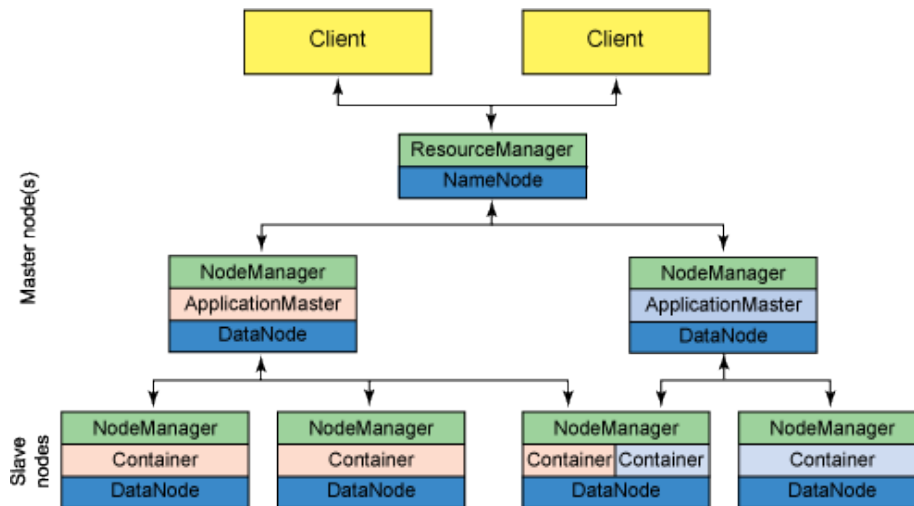 Client
Client
ResourceManager
NameNode
Master node(s)
NodeManager
ApplicationMaster
DataNode
NodeManager
ApplicationMaster
DataNode
Slave
nodes
NodeManager
Container
DataNode
NodeManager
Container
DataNode
NodeManager
Container
Container
DataNode
NodeManager
Container
DataNode